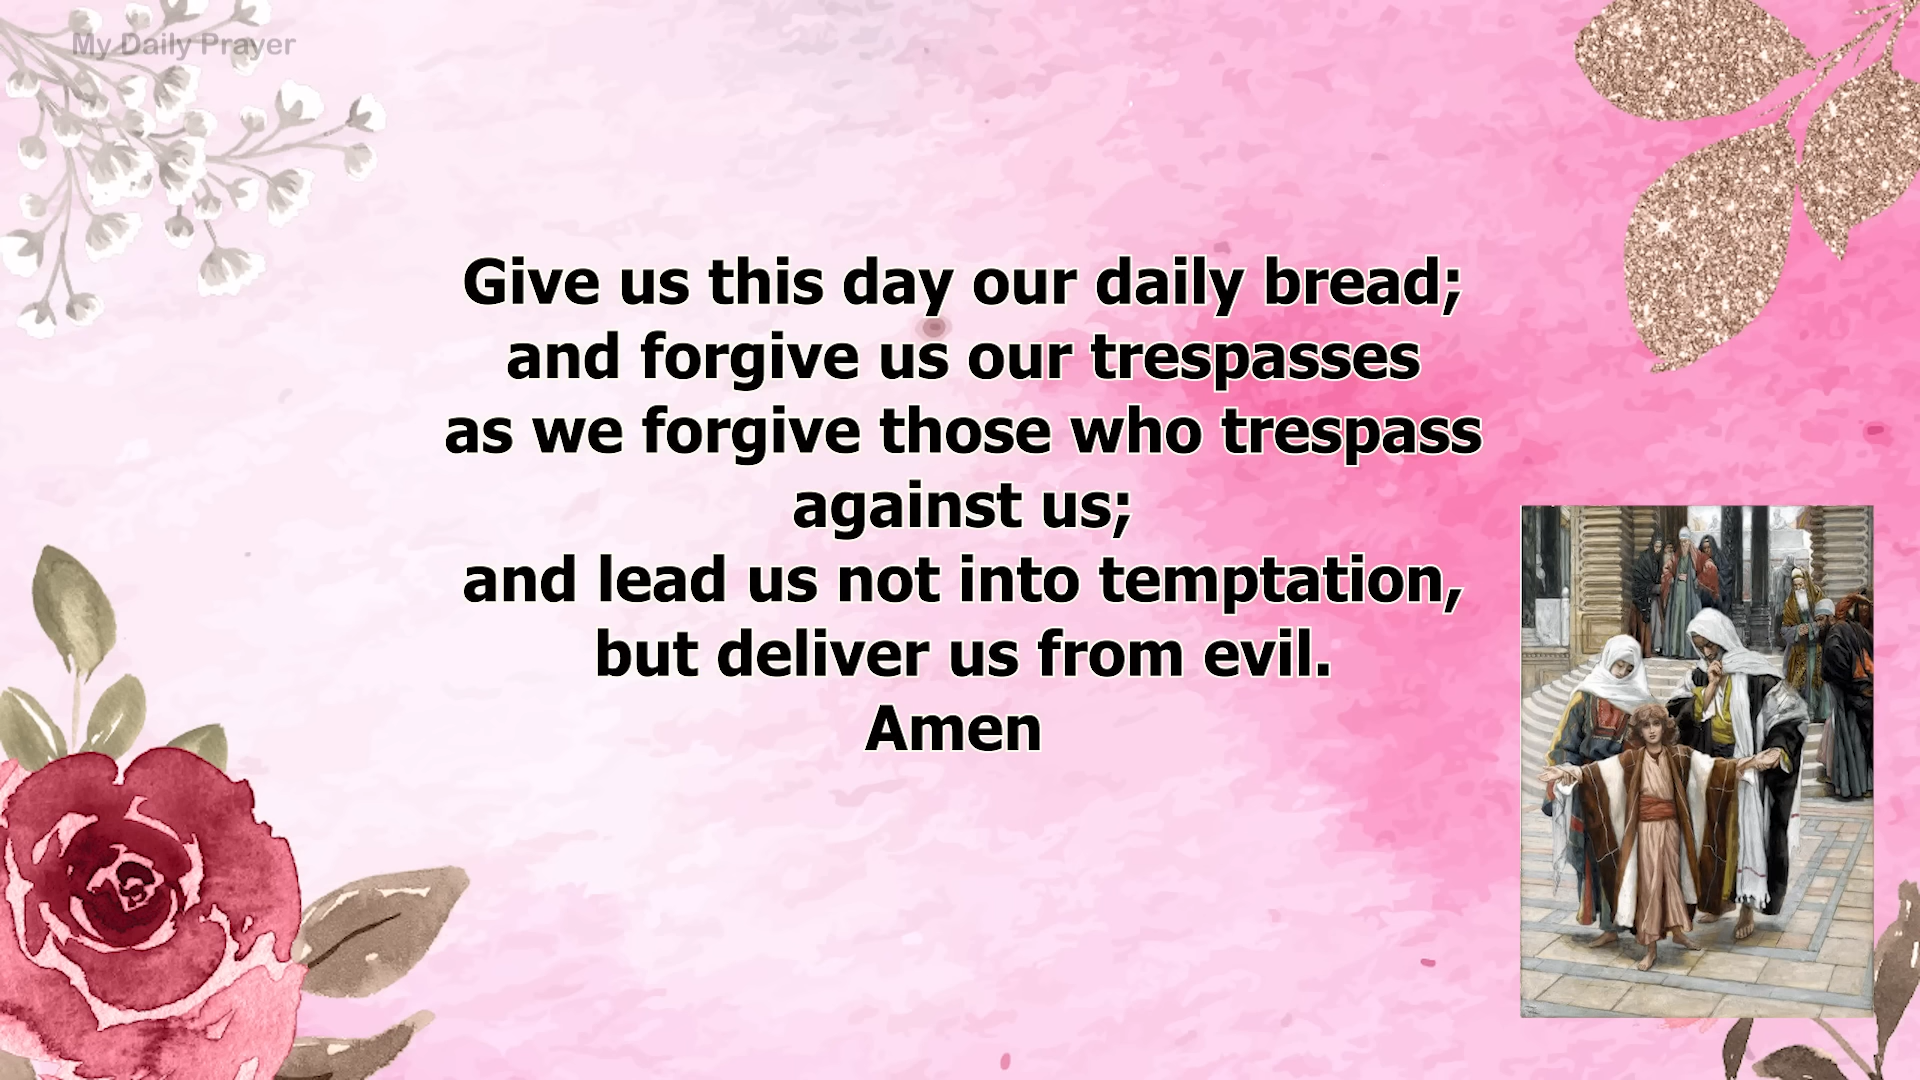 My Daily Prayer
Give us this day our daily bread;
and forgive us our trespasses
as we forgive those who trespass
against us;
and lead us not into temptation,
but deliver us from evil.
Amen